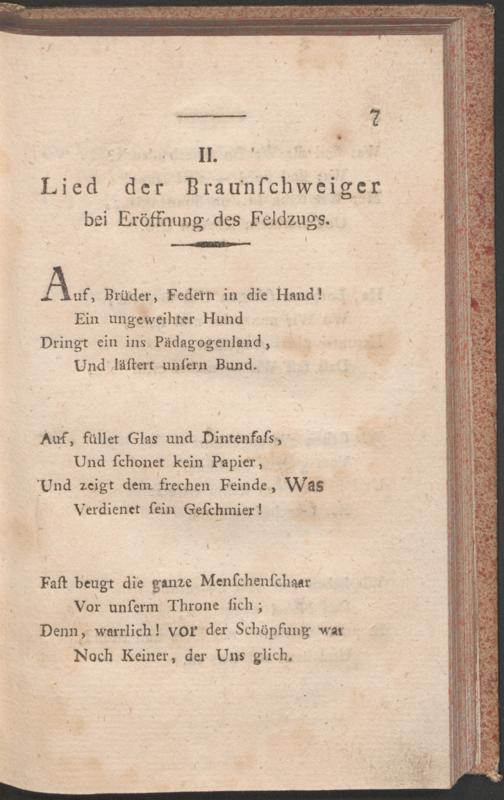 7
II.
Lied der Braunſchweiger
bei Eröffnung des Feldzugs.
Auf, Brüder, Federn in die Hand!
Ein ungeweihter Hund
Dringt ein ins Pädagogenland,
Und läſtert unſern Bund.
Auf, füllet Glas und Dintenfaſs,
Und ſchonet kein Papier,
Und zeigt dem frechen Feinde, Was
Verdienet ſein Geſchmier!
Faſt beugt die ganze Menſchenſchaar
Vor unſerm Throne ſich;
Denn, warrlich! vor der Schöpfung war
Noch Keiner, der Uns glich.